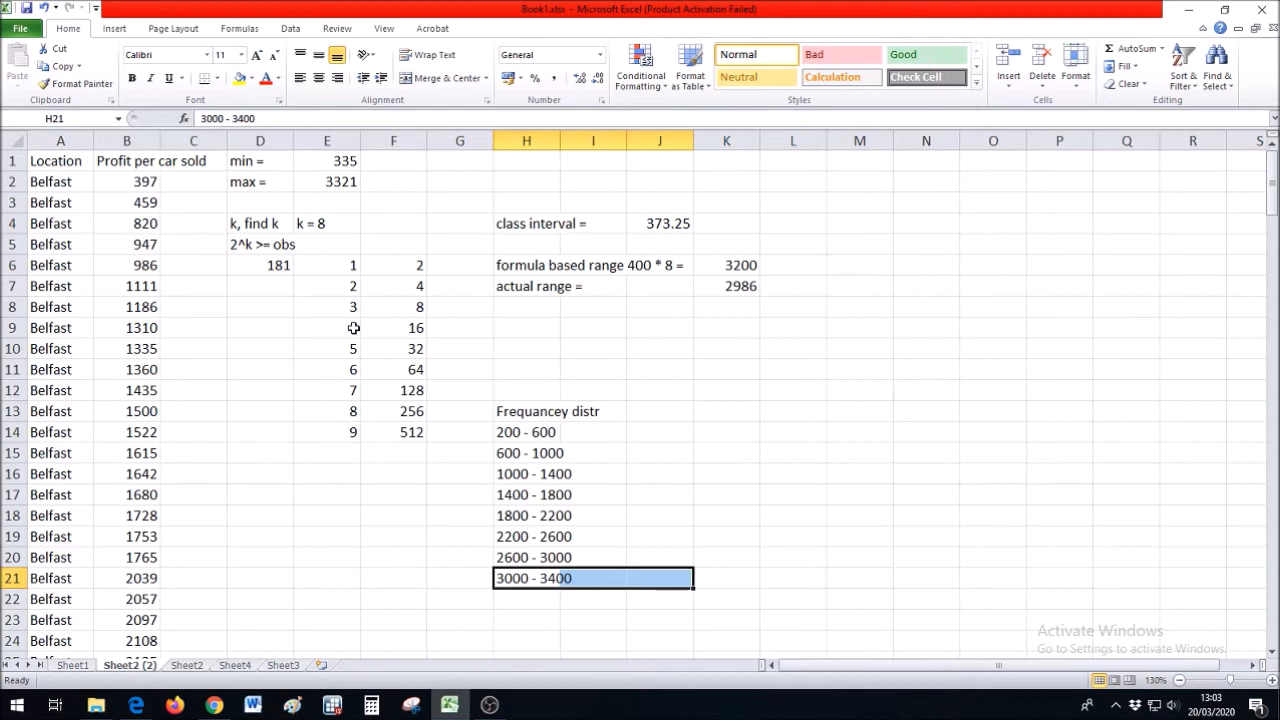 Book1.xlsx - Microsoft Excel (Product Activation Failed)
File Home Insert Page Layout Formulas Data Review View Acrobat
Cut
Copy
Format Painter
Paste
Clipboard
Calibri 11
B I U
Font
Wrap Text
Merge & Center
Alignment
General
Number
Conditional Formatting
Format as Table
Normal Bad Good
Neutral Calculation Check Cell
Styles
Insert Delete Format
Cells
AutoSum
Fill
Clear
Sort & Filter
Find & Select
Editing
H21 fx 3000 - 3400
A B C D E F G H I J K L M N O P Q R S
1 Location Profit per car sold min = 335
2 Belfast 397 max = 3321
3 Belfast 459
4 Belfast 820 k, find k k = 8 class interval = 373.25
5 Belfast 947 2^k >= obs
6 Belfast 986 181 1 2 formula based range 400 * 8 = 3200
7 Belfast 1111 2 4 actual range = 2986
8 Belfast 1186 3 8
9 Belfast 1310 16
10 Belfast 1335 5 32
11 Belfast 1360 6 64
12 Belfast 1435 7 128
13 Belfast 1500 8 256 Frequancey distr
14 Belfast 1522 9 512 200 - 600
15 Belfast 1615 600 - 1000
16 Belfast 1642 1000 - 1400
17 Belfast 1680 1400 - 1800
18 Belfast 1728 1800 - 2200
19 Belfast 1753 2200 - 2600
20 Belfast 1765 2600 - 3000
21 Belfast 2039 3000 - 3400
22 Belfast 2057
23 Belfast 2097
24 Belfast 2108
Activate Windows
Go to Settings to activate Windows.
Sheet1 Sheet2 (2) Sheet2 Sheet4 Sheet3
Ready 130%
13:03
20/03/2020